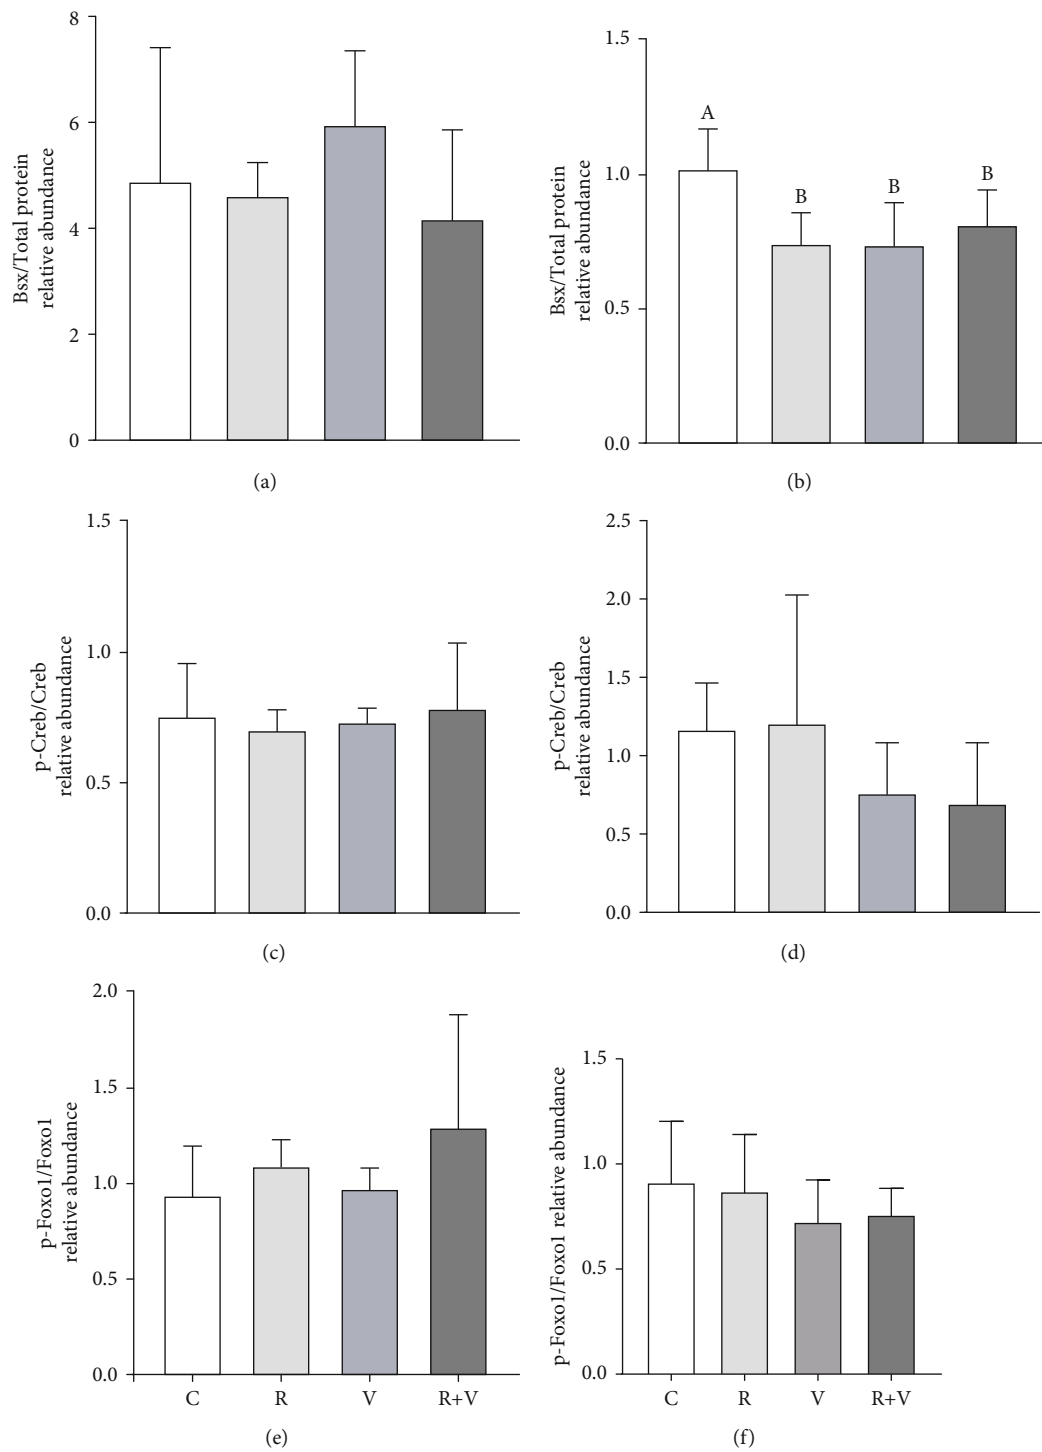 8
6
4
2
0
Bsx/Total protein
relative abundance
(a)
1.5
1.0
0.5
0.0
Bsx/Total protein
relative abundance
A
B
B
B
(b)
1.5
1.0
0.5
0.0
p-Creb/Creb
relative abundance
(c)
2.5
2.0
1.5
1.0
0.5
0.0
p-Creb/Creb
relative abundance
(d)
2.0
1.5
1.0
0.5
0.0
p-Foxo1/Foxo1
relative abundance
C R V R+V
(e)
1.5
1.0
0.5
0.0
p-Foxo1/Foxo1 relative abundance
C R V R+V
(f)